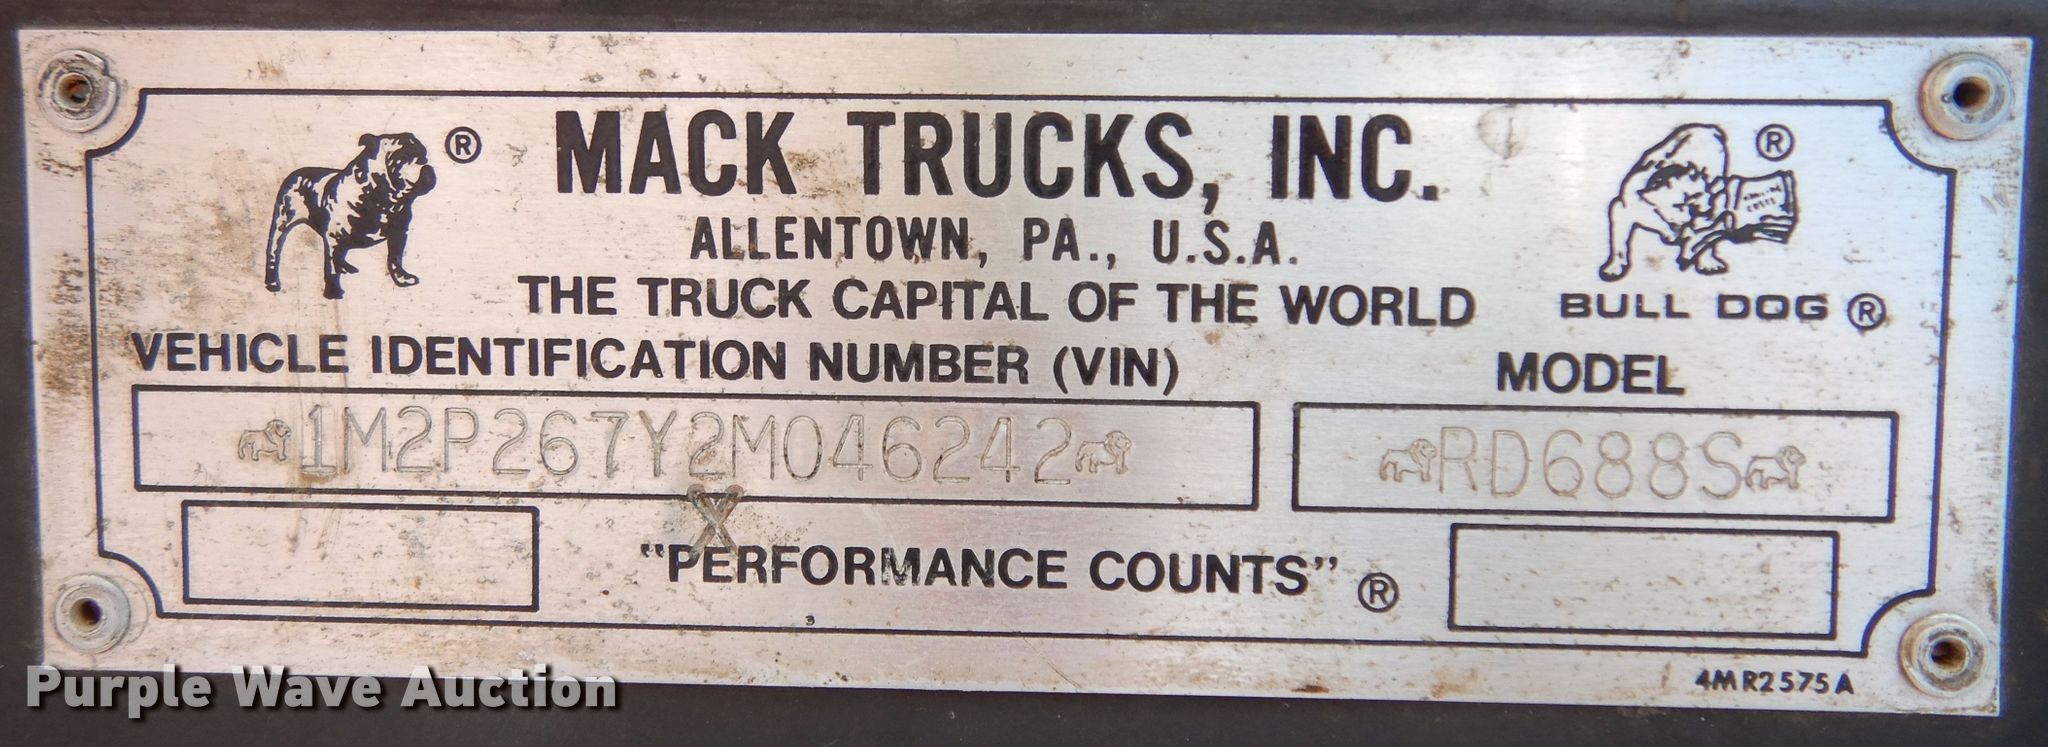 ® MACK TRUCKS, INC. ®
ALLENTOWN, PA., U.S.A.
THE TRUCK CAPITAL OF THE WORLD
BULL DOG ®
VEHICLE IDENTIFICATION NUMBER (VIN)
MODEL
1M2P267Y2M046242
RD688S
X
"PERFORMANCE COUNTS" ®
4MR2575A
Purple Wave Auction